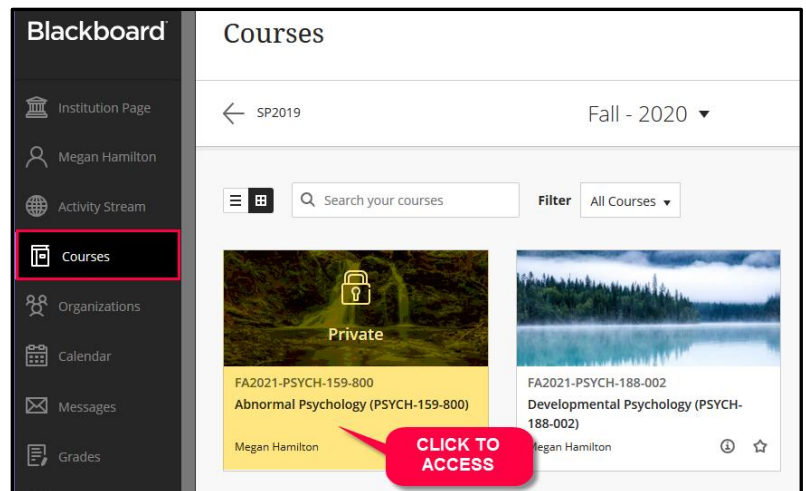 Blackboard
Institution Page
Megan Hamilton
Activity Stream
Courses
Organizations
Calendar
Messages
Grades
Courses
SP2019
Fall - 2020
Search your courses
Filter
All Courses
Private
FA2021-PSYCH-159-800
Abnormal Psychology (PSYCH-159-800)
Megan Hamilton
CLICK TO
ACCESS
FA2021-PSYCH-188-002
Developmental Psychology (PSYCH-
188-002)
Megan Hamilton